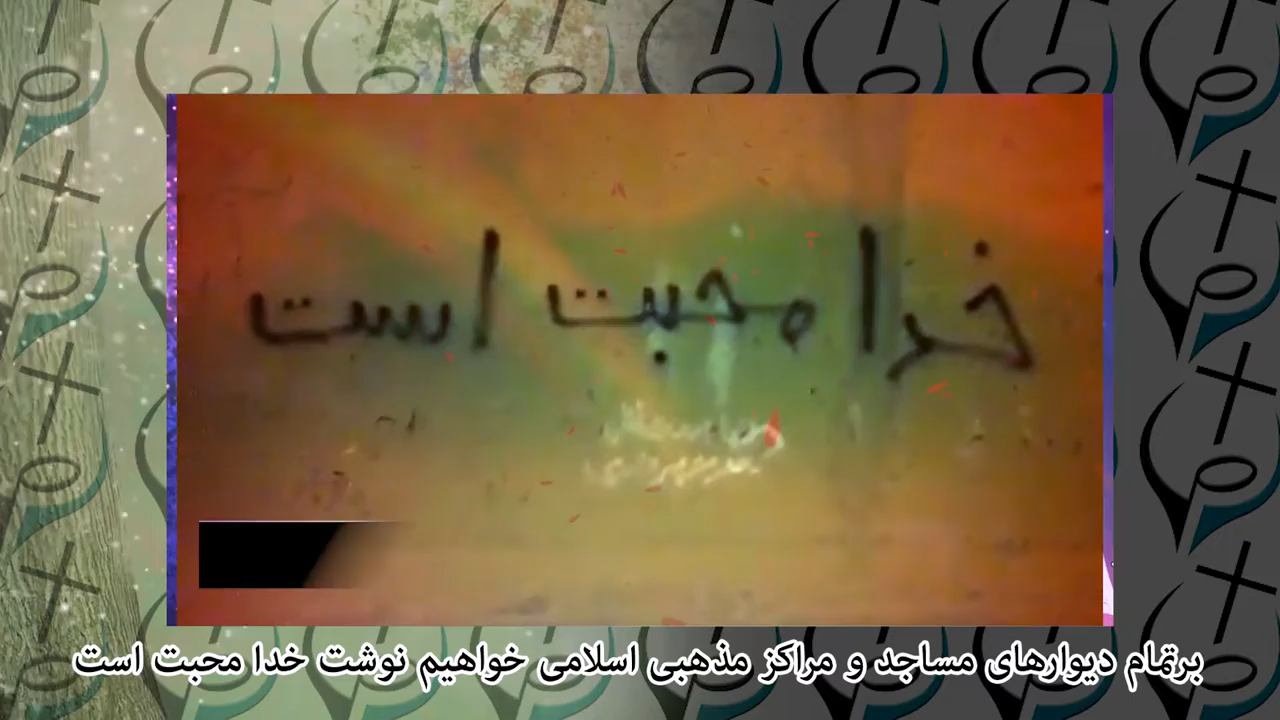 خدا محبت است
برتمام دیوارهای مساجد و مراکز مذهبی اسلامی خواهیم نوشت خدا محبت است